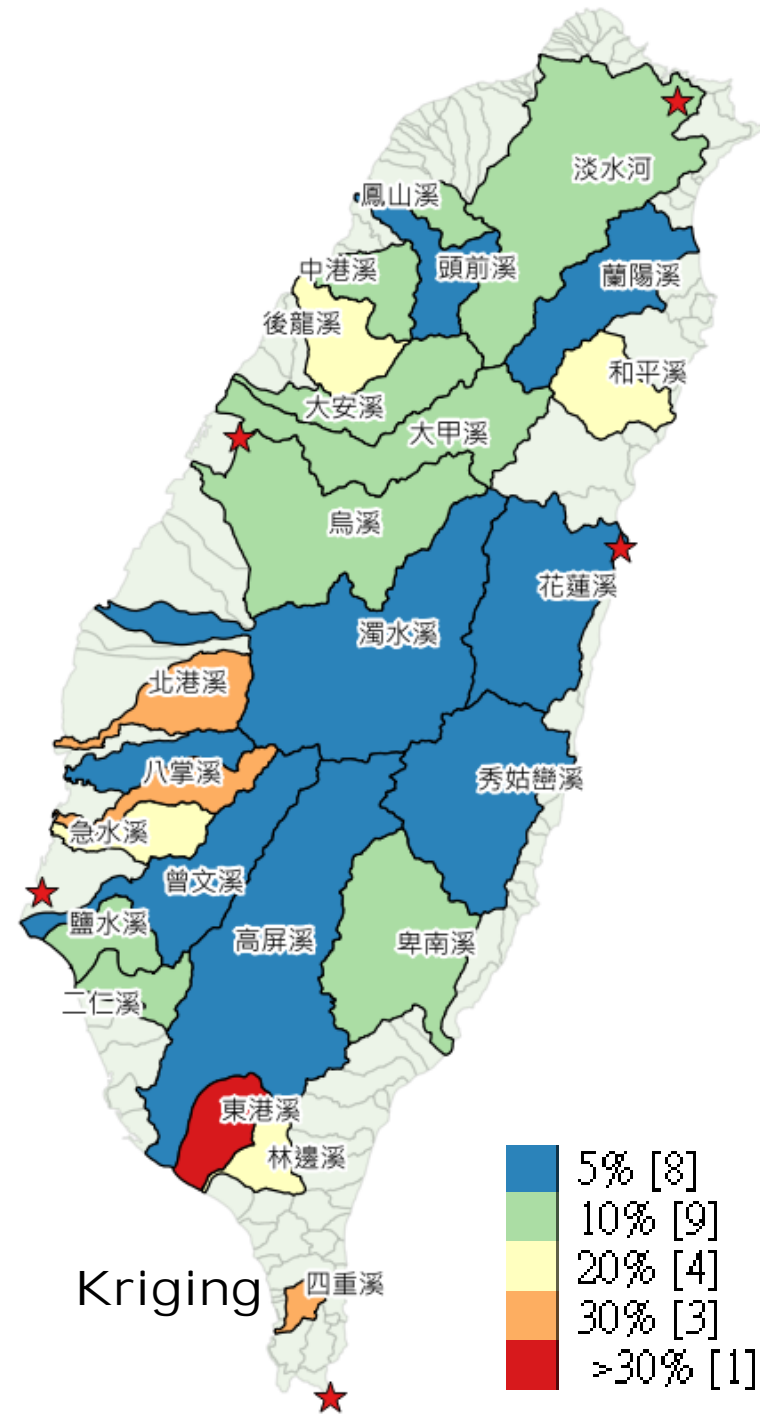 淡水河
鳳山溪
中港溪
頭前溪
蘭陽溪
後龍溪
和平溪
大安溪
大甲溪
烏溪
花蓮溪
濁水溪
北港溪
八掌溪
秀姑巒溪
急水溪
曾文溪
鹽水溪
高屏溪
卑南溪
二仁溪
東港溪
林邊溪
四重溪
Kriging
5% [8]
10% [9]
20% [4]
30% [3]
>30% [1]